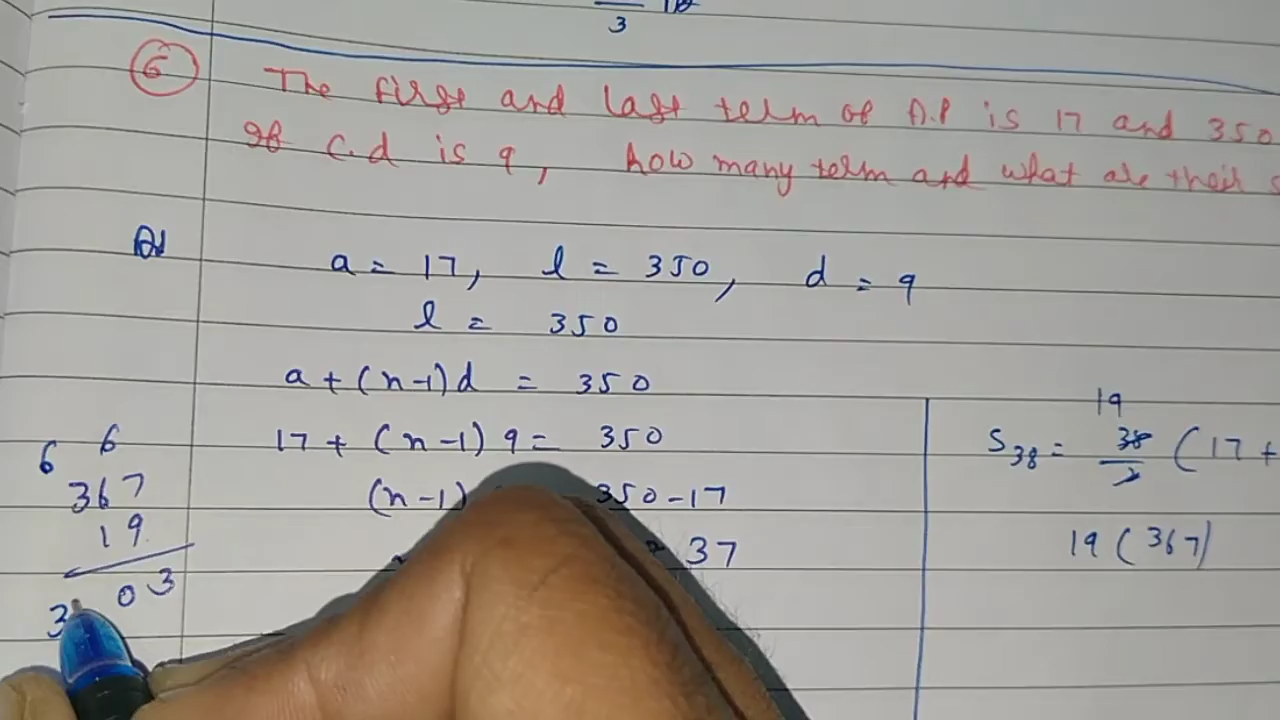 3
6 The first and last term of A.P is 17 and 350
If C.d is 9, how many term and what are their
a = 17, l = 350, d = 9
l = 350
a + (n-1)d = 350
17 + (n-1) 9 = 350
(n-1) 350-17
37
6 6
367
19
3 03
19
S38 = 38/2 (17 +
19 (367)